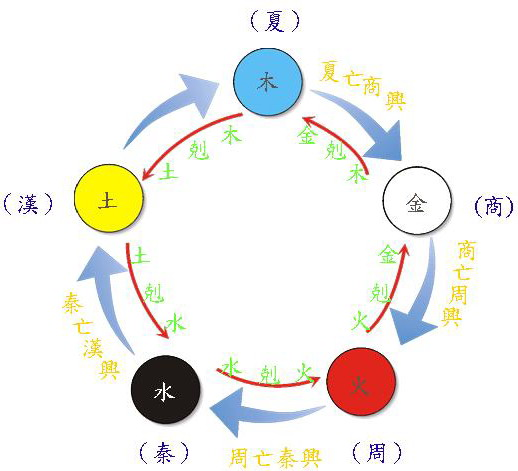 （夏）
木
夏亡商興
木剋土
金剋木
（漢）
土
金
(商)
土剋水
火剋金
商亡周興
秦亡漢興
水剋火
水
火
（秦）
周亡秦興
（周）